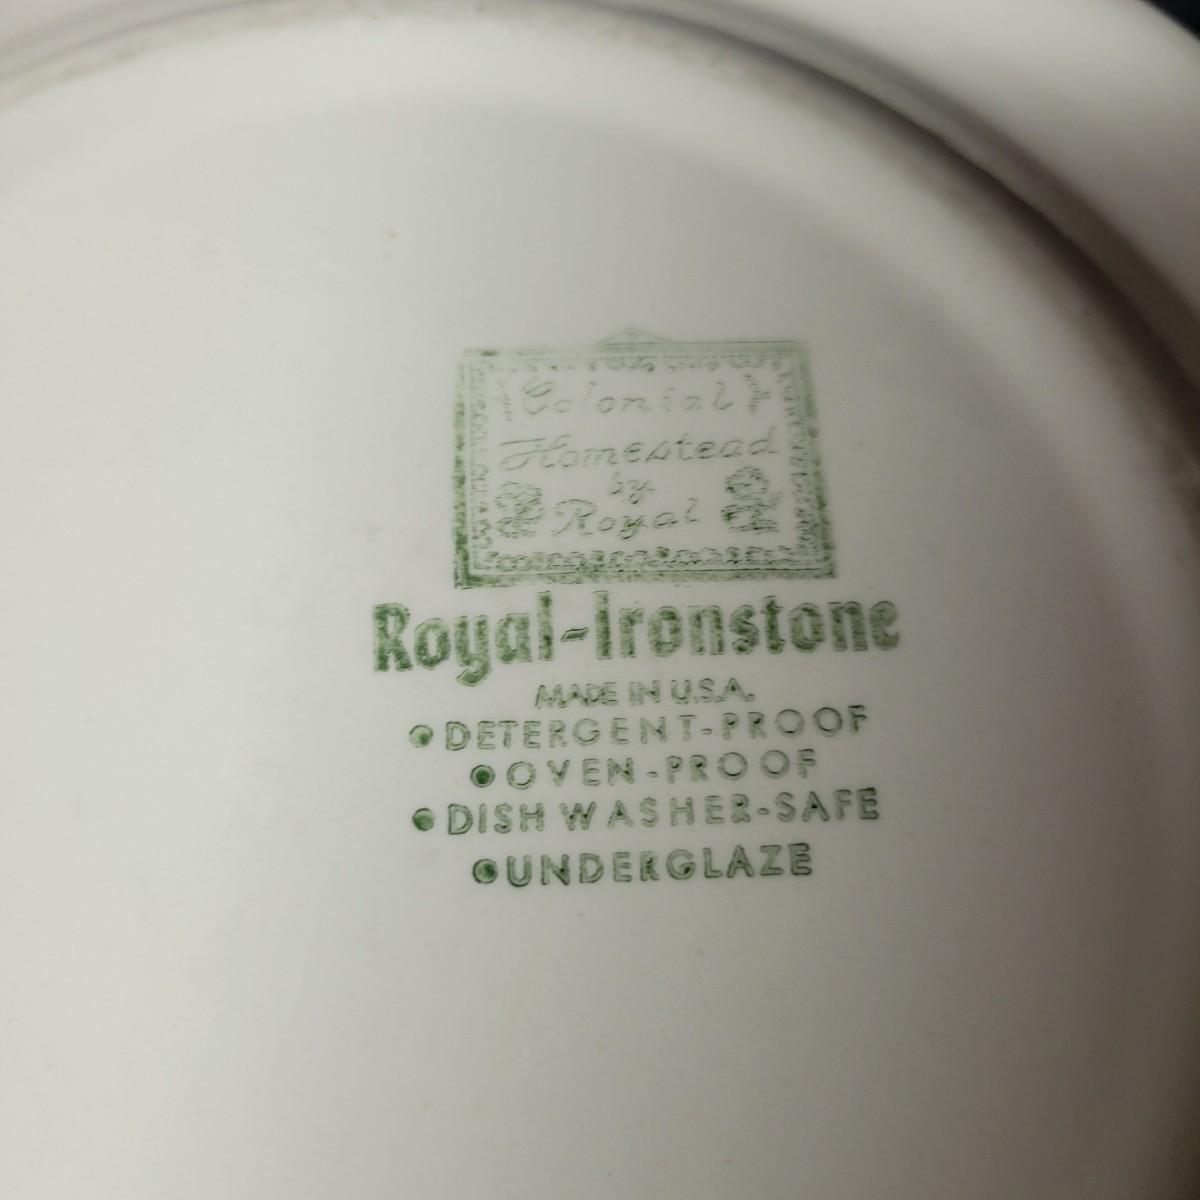 Colonial
Homestead
by
Royal
Royal-Ironstone
MADE IN U.S.A.
• DETERGENT-PROOF
• OVEN-PROOF
• DISH WASHER-SAFE
• UNDERGLAZE